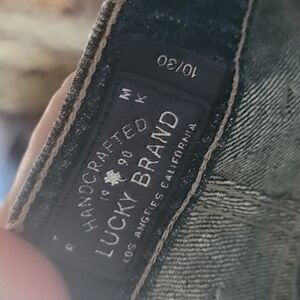 10/30
M
K
HANDCRAFTED
19 90
LUCKY BRAND
LOS ANGELES CALIFORNIA
T
R